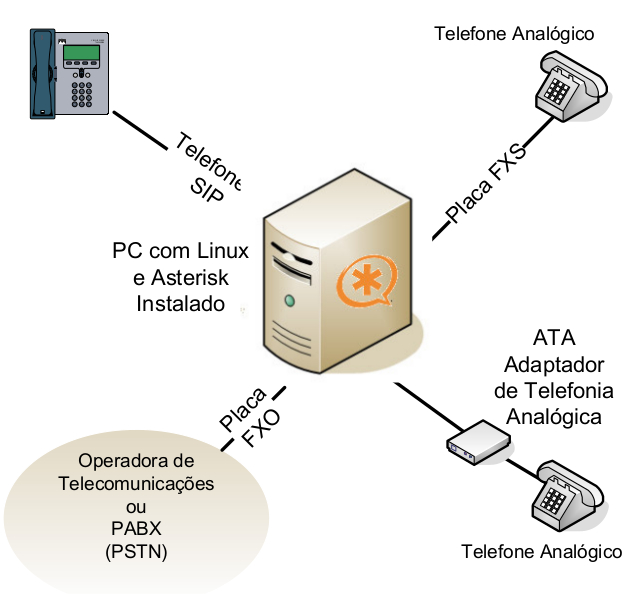 Telefone Analógico
Telefone
SIP
Placa FXS
PC com Linux
e Asterisk
Instalado
ATA
Adaptador
de Telefonia
Analógica
Placa
FXO
Operadora de
Telecomunicações
ou
PABX
(PSTN)
Telefone Analógico